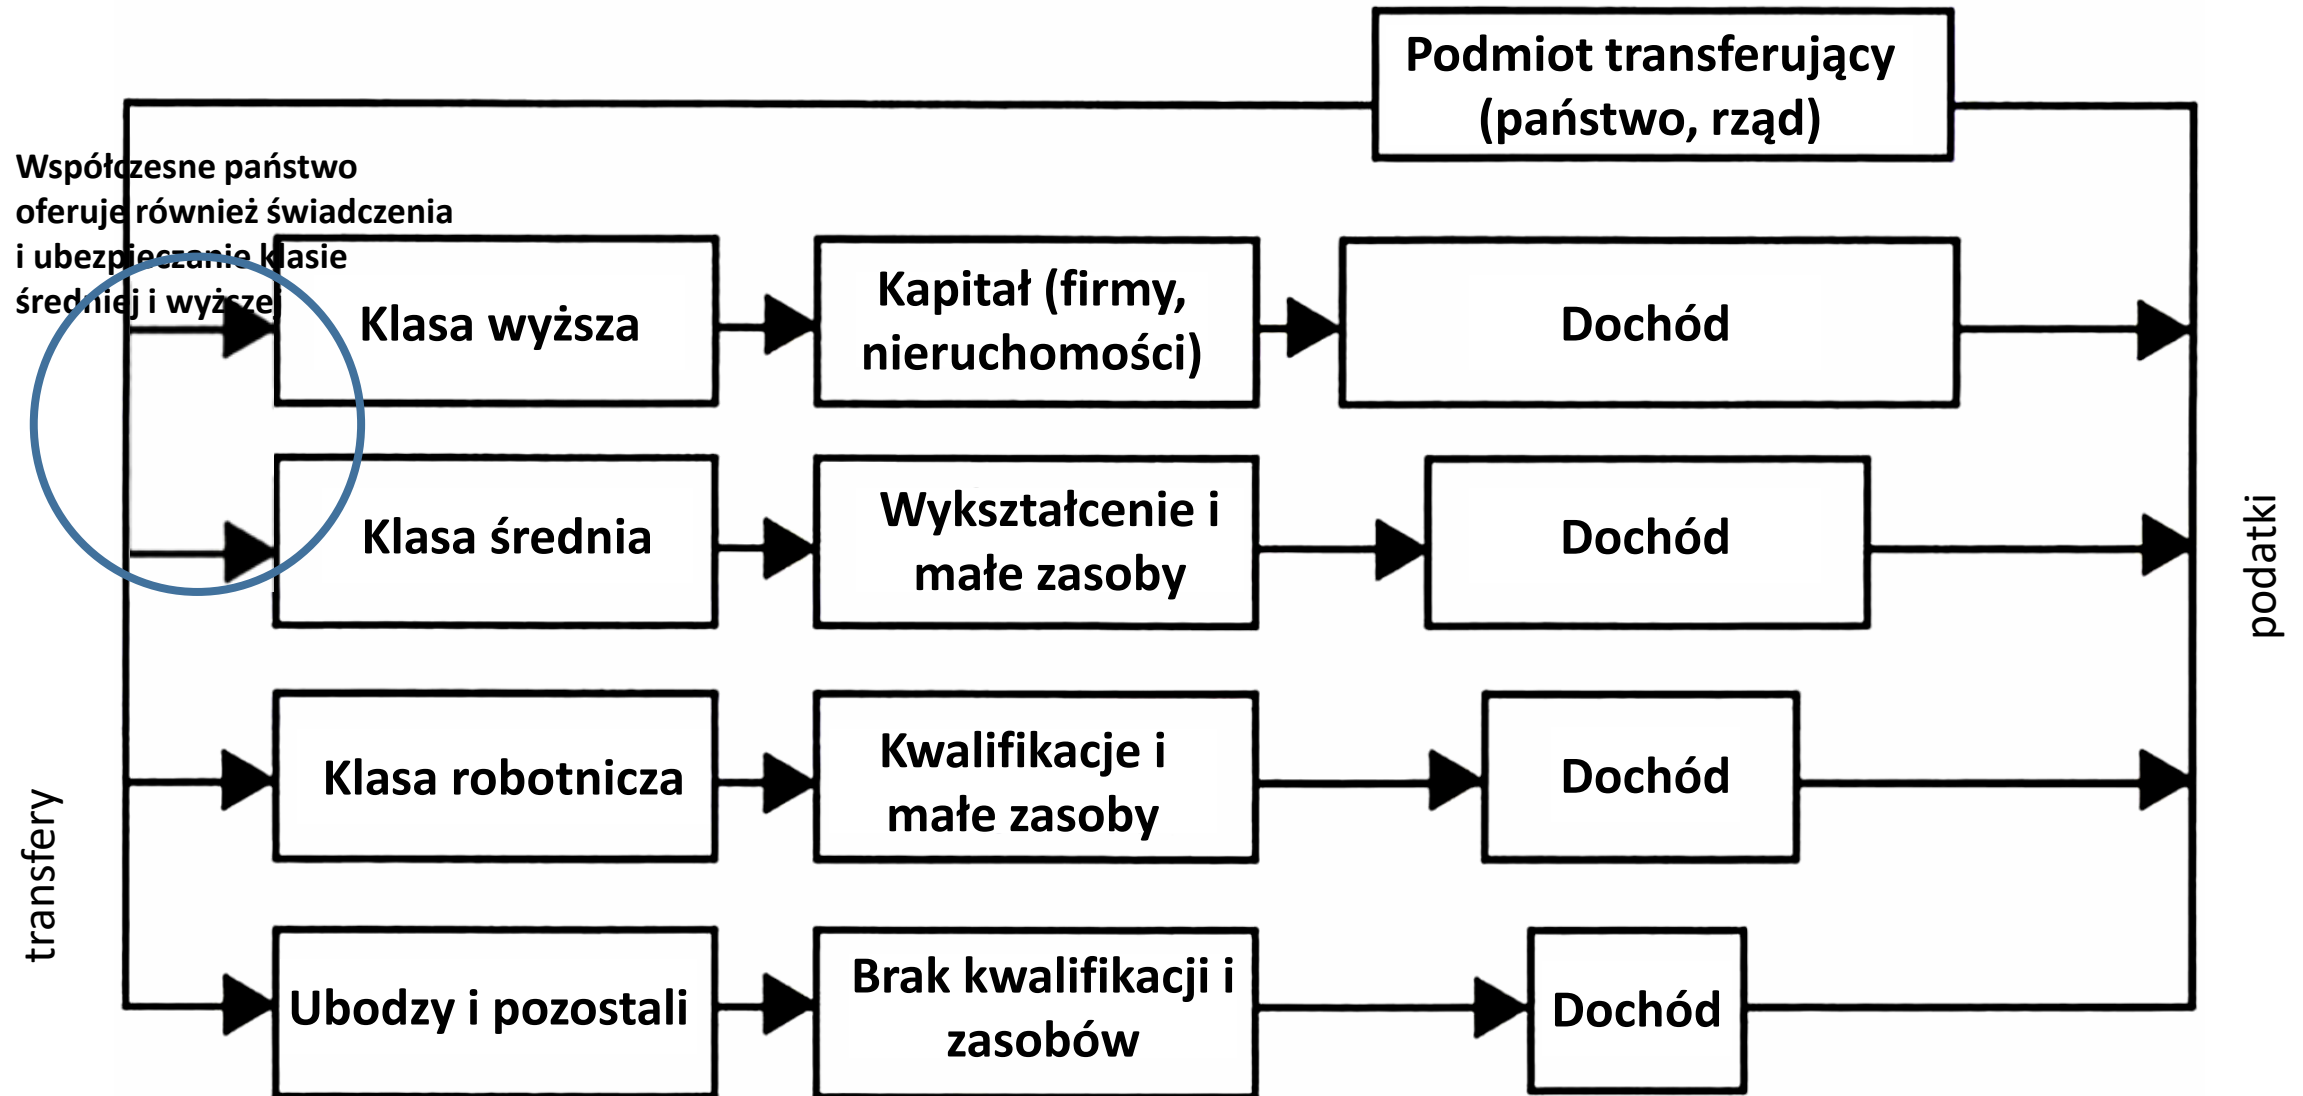 Podmiot transferujący
(państwo, rząd)
Współczesne państwo
oferuje również świadczenia
i ubezpieczanie klasie
średniej i wyższej
Klasa wyższa
Kapitał (firmy,
nieruchomości)
Dochód
Klasa średnia
Wykształcenie i
małe zasoby
Dochód
podatki
Klasa robotnicza
Kwalifikacje i
małe zasoby
Dochód
transfery
Ubodzy i pozostali
Brak kwalifikacji i
zasobów
Dochód